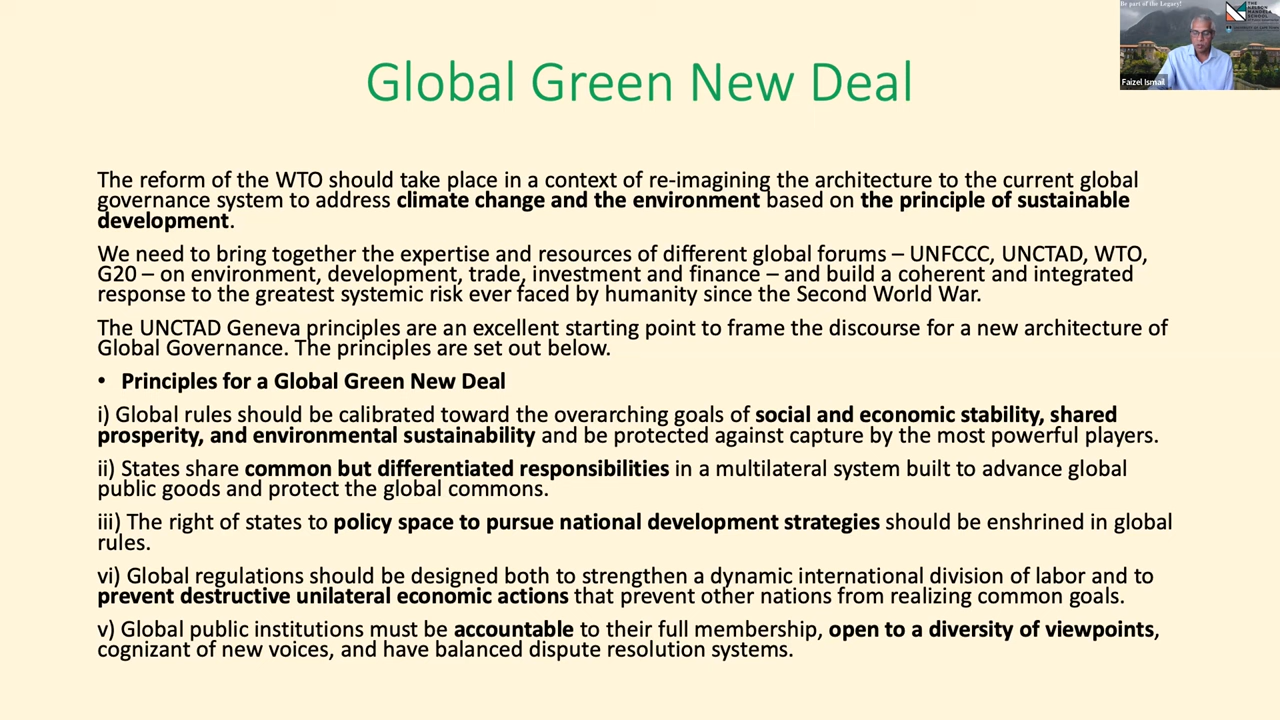 Be part of the Legacy!
THE
NELSON
MANDELA
SCHOOL
Faizel Ismail
Global Green New Deal
The reform of the WTO should take place in a context of re-imagining the architecture to the current global
governance system to address climate change and the environment based on the principle of sustainable
development.
We need to bring together the expertise and resources of different global forums – UNFCCC, UNCTAD, WTO,
G20 – on environment, development, trade, investment and finance – and build a coherent and integrated
response to the greatest systemic risk ever faced by humanity since the Second World War.
The UNCTAD Geneva principles are an excellent starting point to frame the discourse for a new architecture of
Global Governance. The principles are set out below.
• Principles for a Global Green New Deal
i) Global rules should be calibrated toward the overarching goals of social and economic stability, shared
prosperity, and environmental sustainability and be protected against capture by the most powerful players.
ii) States share common but differentiated responsibilities in a multilateral system built to advance global
public goods and protect the global commons.
iii) The right of states to policy space to pursue national development strategies should be enshrined in global
rules.
vi) Global regulations should be designed both to strengthen a dynamic international division of labor and to
prevent destructive unilateral economic actions that prevent other nations from realizing common goals.
v) Global public institutions must be accountable to their full membership, open to a diversity of viewpoints,
cognizant of new voices, and have balanced dispute resolution systems.